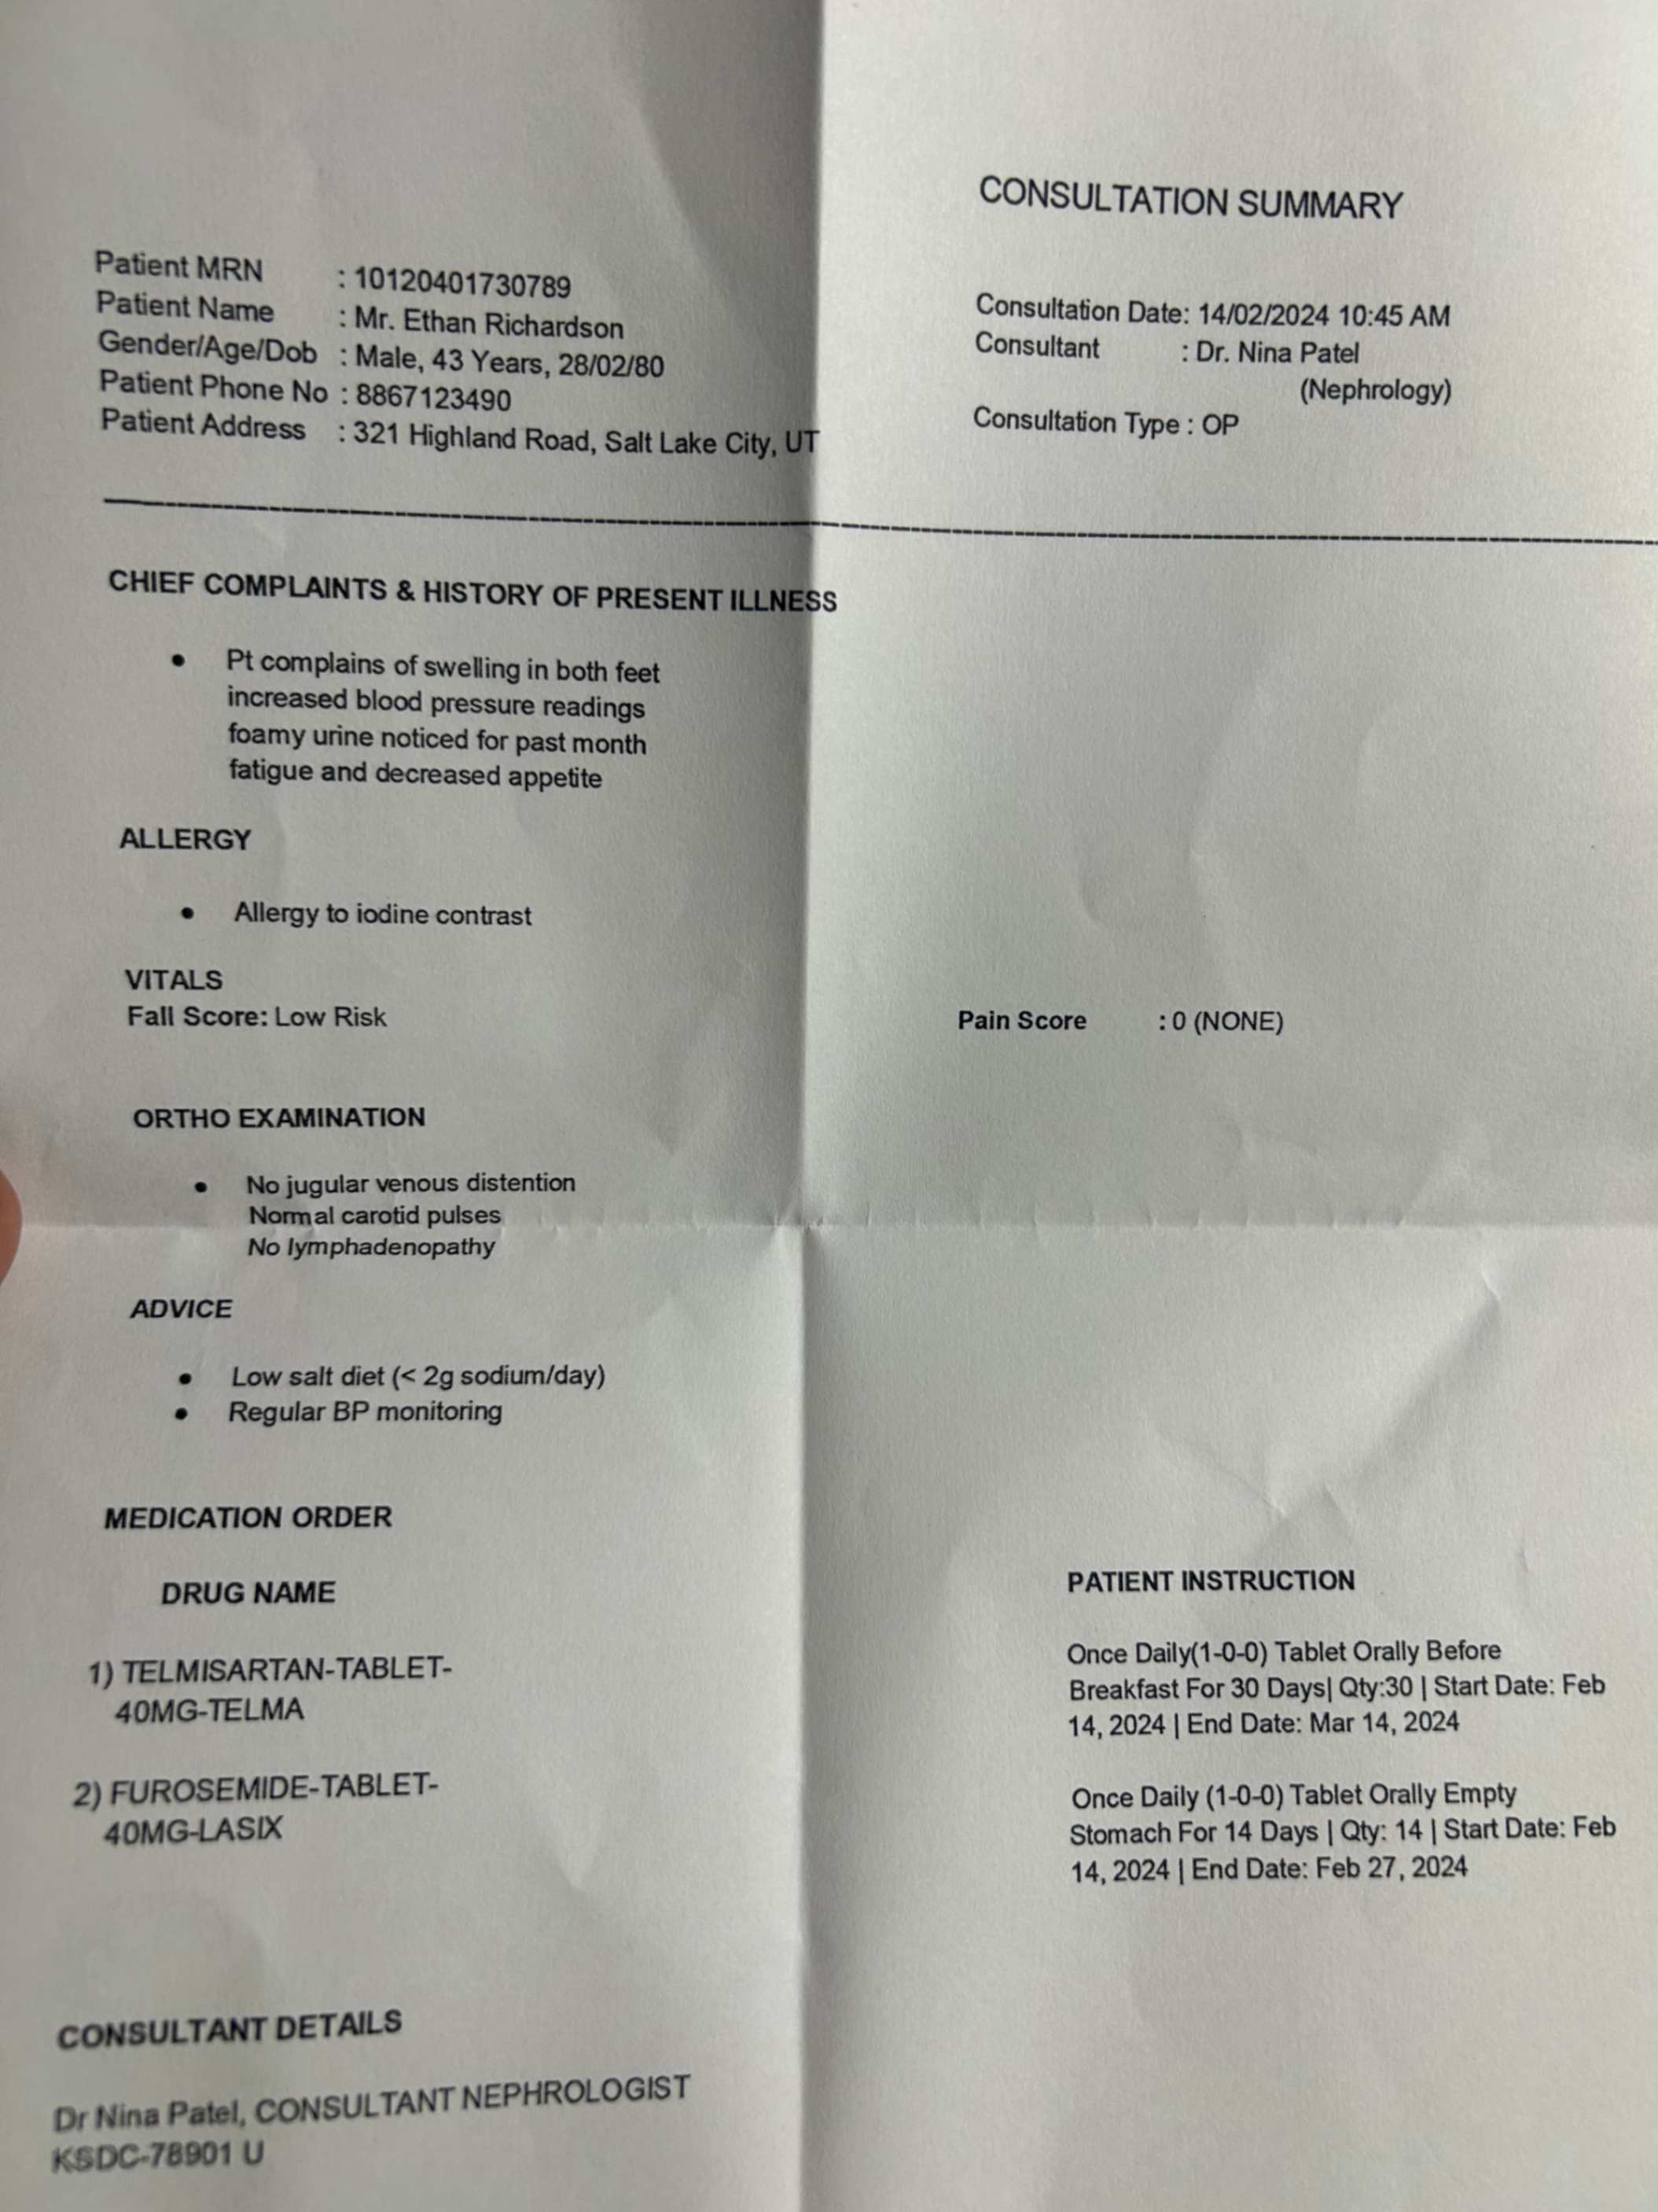 CONSULTATION SUMMARY
Patient MRN : 10120401730789
Patient Name : Mr. Ethan Richardson
Gender/Age/Dob : Male, 43 Years, 28/02/80
Patient Phone No : 8867123490
Patient Address : 321 Highland Road, Salt Lake City, UT
Consultation Date: 14/02/2024 10:45 AM
Consultant : Dr. Nina Patel
(Nephrology)
Consultation Type : OP
CHIEF COMPLAINTS & HISTORY OF PRESENT ILLNESS
• Pt complains of swelling in both feet
increased blood pressure readings
foamy urine noticed for past month
fatigue and decreased appetite
ALLERGY
• Allergy to iodine contrast
VITALS
Fall Score: Low Risk
Pain Score : 0 (NONE)
ORTHO EXAMINATION
• No jugular venous distention
Normal carotid pulses
No lymphadenopathy
ADVICE
• Low salt diet (< 2g sodium/day)
• Regular BP monitoring
MEDICATION ORDER
DRUG NAME
PATIENT INSTRUCTION
1) TELMISARTAN-TABLET-
40MG-TELMA
Once Daily(1-0-0) Tablet Orally Before
Breakfast For 30 Days| Qty:30 | Start Date: Feb
14, 2024 | End Date: Mar 14, 2024
2) FUROSEMIDE-TABLET-
40MG-LASIX
Once Daily (1-0-0) Tablet Orally Empty
Stomach For 14 Days | Qty: 14 | Start Date: Feb
14, 2024 | End Date: Feb 27, 2024
CONSULTANT DETAILS
Dr Nina Patel, CONSULTANT NEPHROLOGIST
KSDC-78901 U